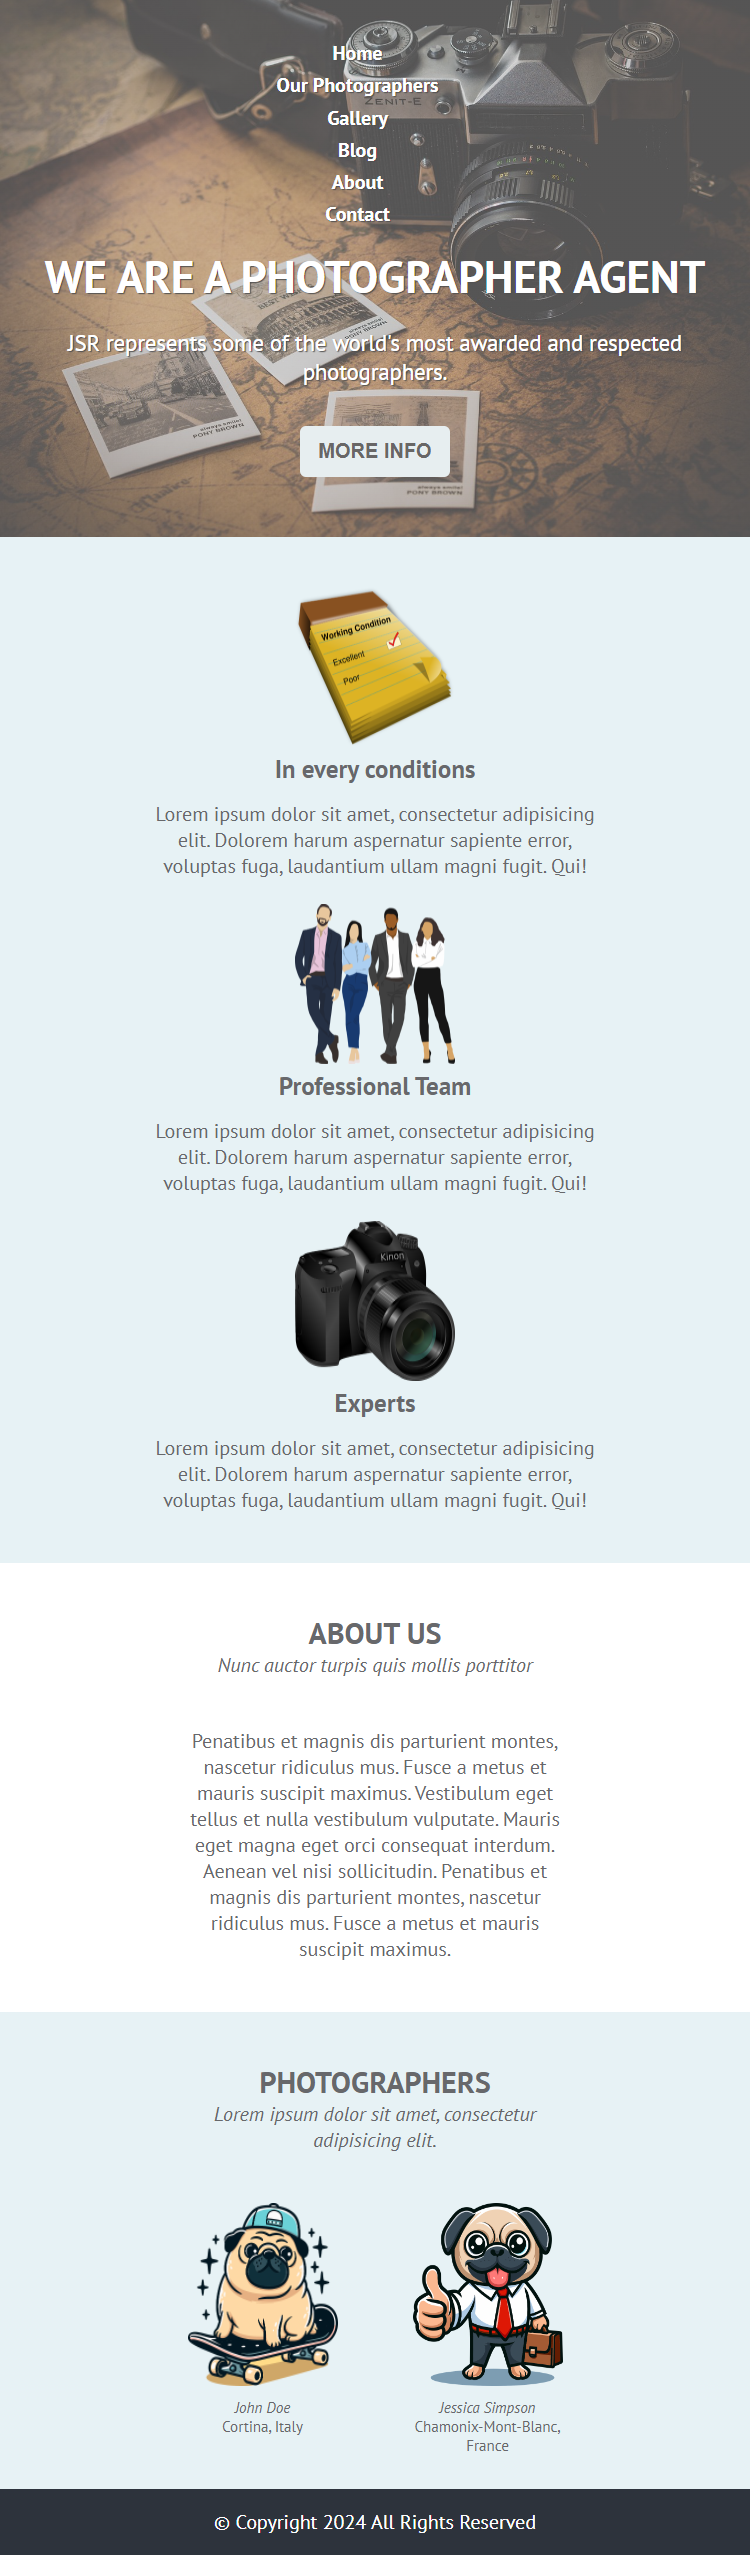 Home
Our Photographers
ZENIT-E
Gallery
Blog
About
Contact
WE ARE A PHOTOGRAPHER AGENT
JSR represents some of the world's most awarded and respected
photographers.
always smile!
PONY BROWN
MORE INFO
always smile!
PONY BROWN
Working Condition
Excellent
Poor
In every conditions
Lorem ipsum dolor sit amet, consectetur adipisicing
elit. Dolorem harum aspernatur sapiente error,
voluptas fuga, laudantium ullam magni fugit. Qui!
Professional Team
Lorem ipsum dolor sit amet, consectetur adipisicing
elit. Dolorem harum aspernatur sapiente error,
voluptas fuga, laudantium ullam magni fugit. Qui!
Kinon
Experts
Lorem ipsum dolor sit amet, consectetur adipisicing
elit. Dolorem harum aspernatur sapiente error,
voluptas fuga, laudantium ullam magni fugit. Qui!
ABOUT US
Nunc auctor turpis quis mollis porttitor
Penatibus et magnis dis parturient montes,
nascetur ridiculus mus. Fusce a metus et
mauris suscipit maximus. Vestibulum eget
tellus et nulla vestibulum vulputate. Mauris
eget magna eget orci consequat interdum.
Aenean vel nisi sollicitudin. Penatibus et
magnis dis parturient montes, nascetur
ridiculus mus. Fusce a metus et mauris
suscipit maximus.
PHOTOGRAPHERS
Lorem ipsum dolor sit amet, consectetur
adipisicing elit.
John Doe
Cortina, Italy
Jessica Simpson
Chamonix-Mont-Blanc,
France
© Copyright 2024 All Rights Reserved